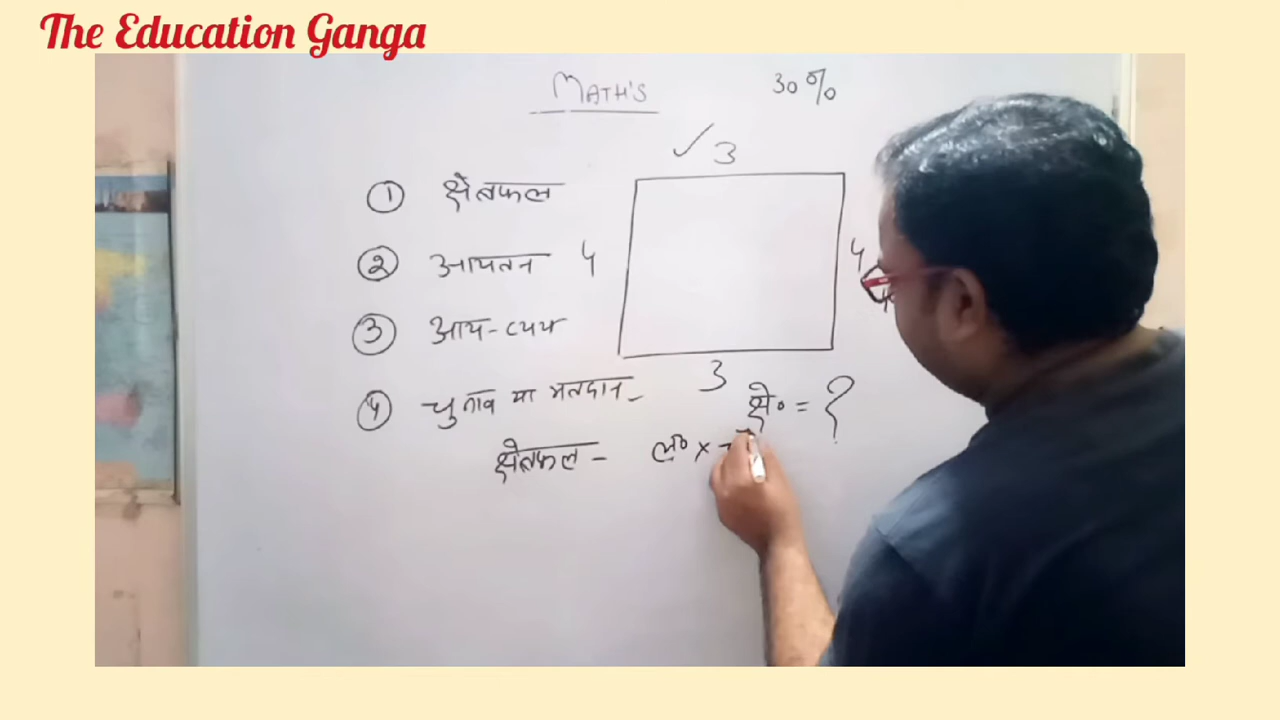 The Education Ganga
MATH'S
30%
✓ 3
① क्षेत्रफल
② आयतन
4
4
③ आय-व्यय
3
④ चुनाव या मतदान-
क्षे० = ?
क्षेत्रफल - ल० ×